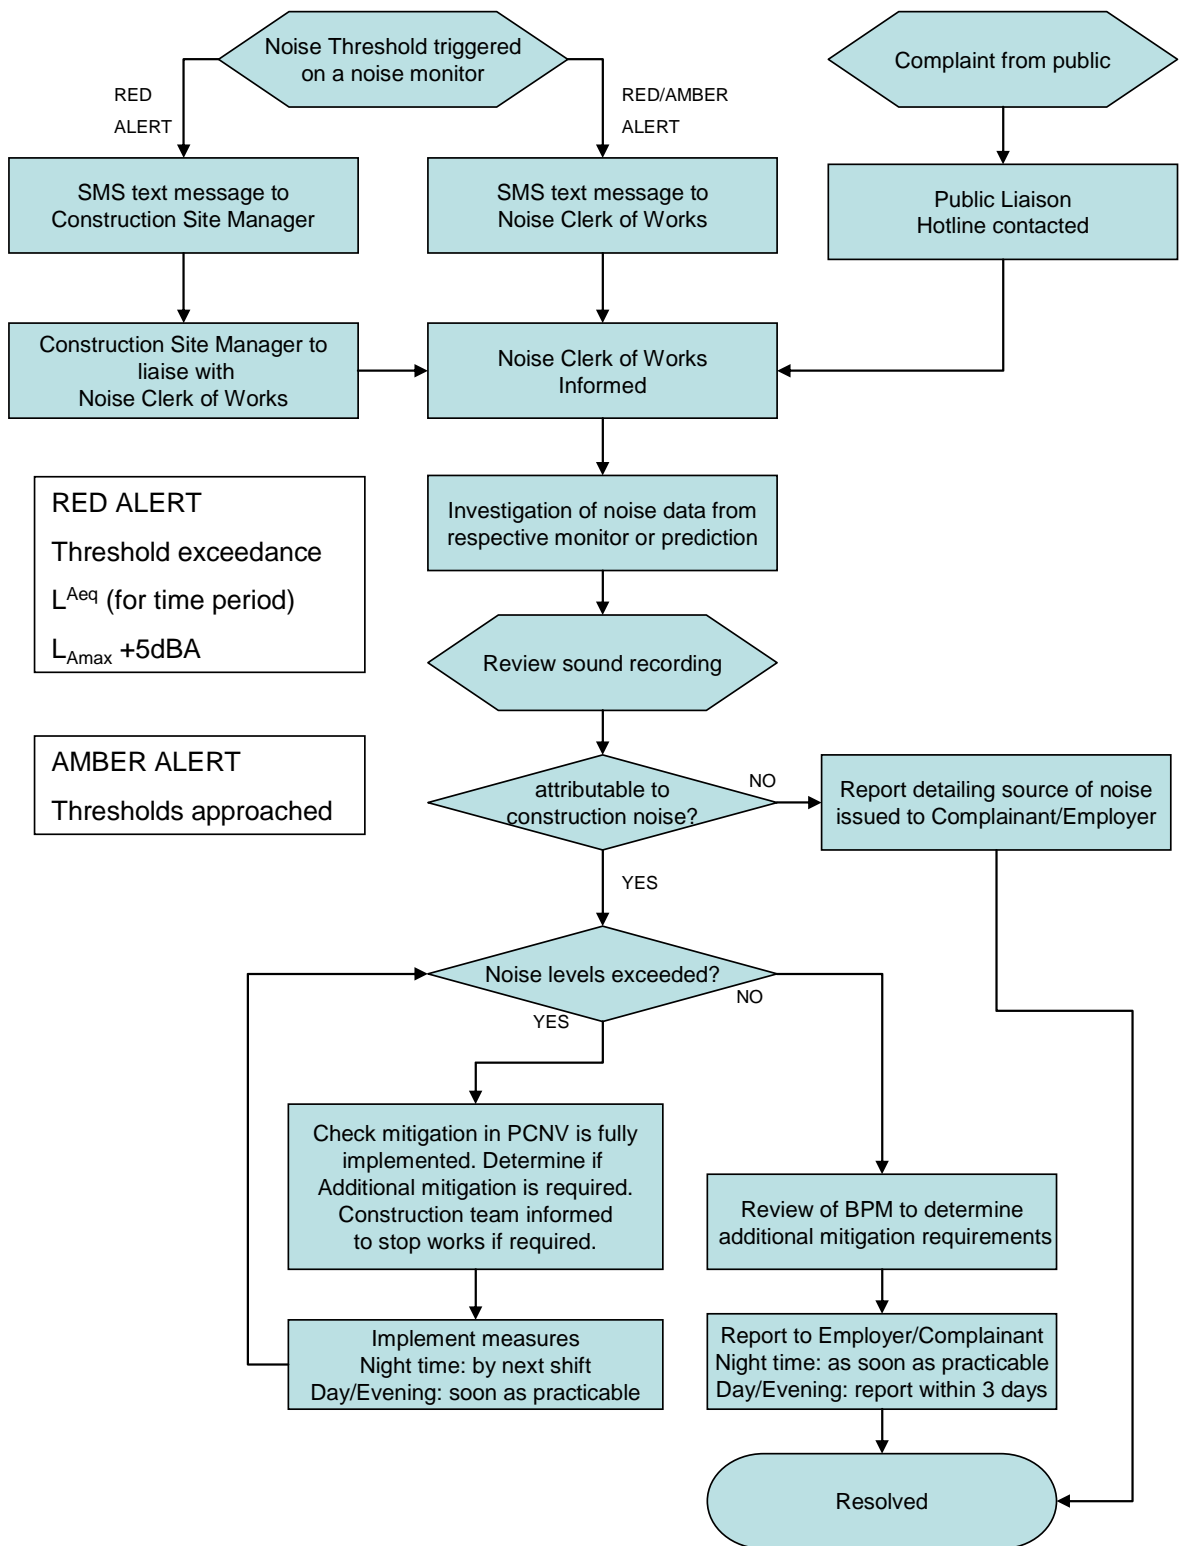 Noise Threshold triggered
on a noise monitor
Complaint from public
RED
ALERT
RED/AMBER
ALERT
SMS text message to
Construction Site Manager
SMS text message to
Noise Clerk of Works
Public Liaison
Hotline contacted
Construction Site Manager to
liaise with
Noise Clerk of Works
Noise Clerk of Works
Informed
RED ALERT
Threshold exceedance
L^Aeq (for time period)
L_Amax +5dBA
Investigation of noise data from
respective monitor or prediction
Review sound recording
AMBER ALERT
Thresholds approached
attributable to
construction noise?
NO
Report detailing source of noise
issued to Complainant/Employer
YES
Noise levels exceeded?
NO
YES
Check mitigation in PCNV is fully
implemented. Determine if
Additional mitigation is required.
Construction team informed
to stop works if required.
Review of BPM to determine
additional mitigation requirements
Implement measures
Night time: by next shift
Day/Evening: soon as practicable
Report to Employer/Complainant
Night time: as soon as practicable
Day/Evening: report within 3 days
Resolved